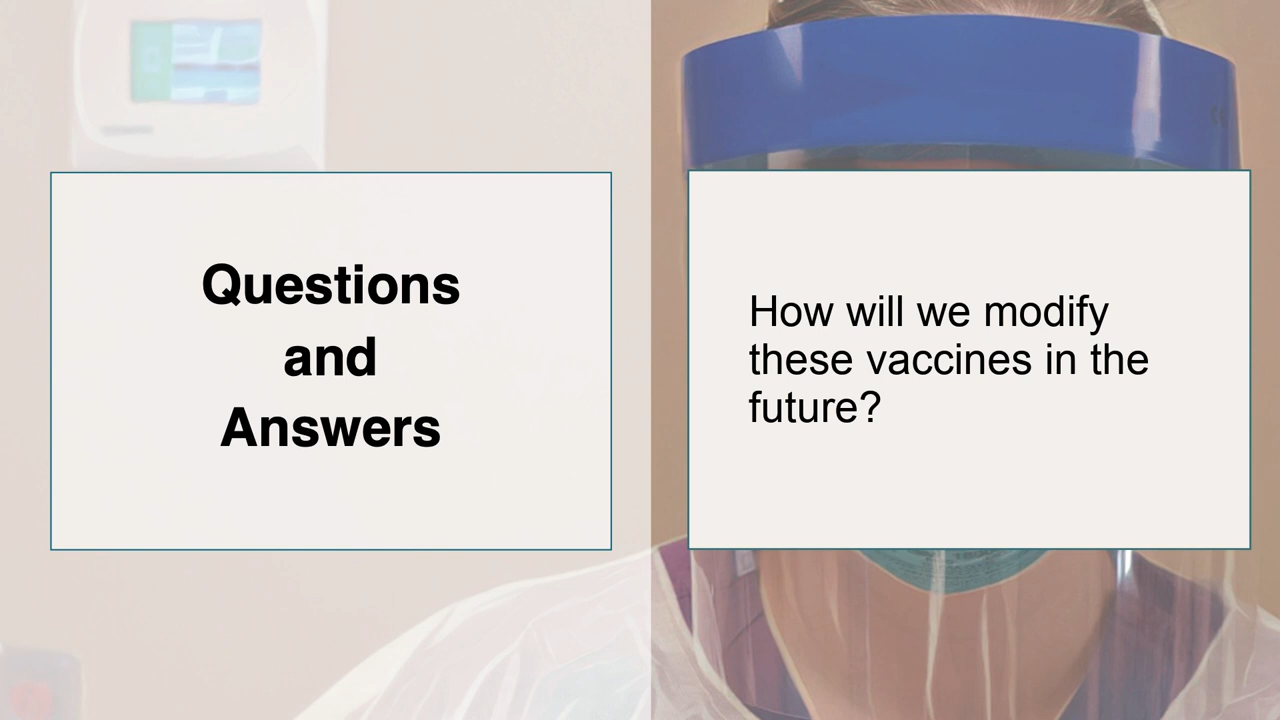 Questions
and
Answers
How will we modify
these vaccines in the
future?